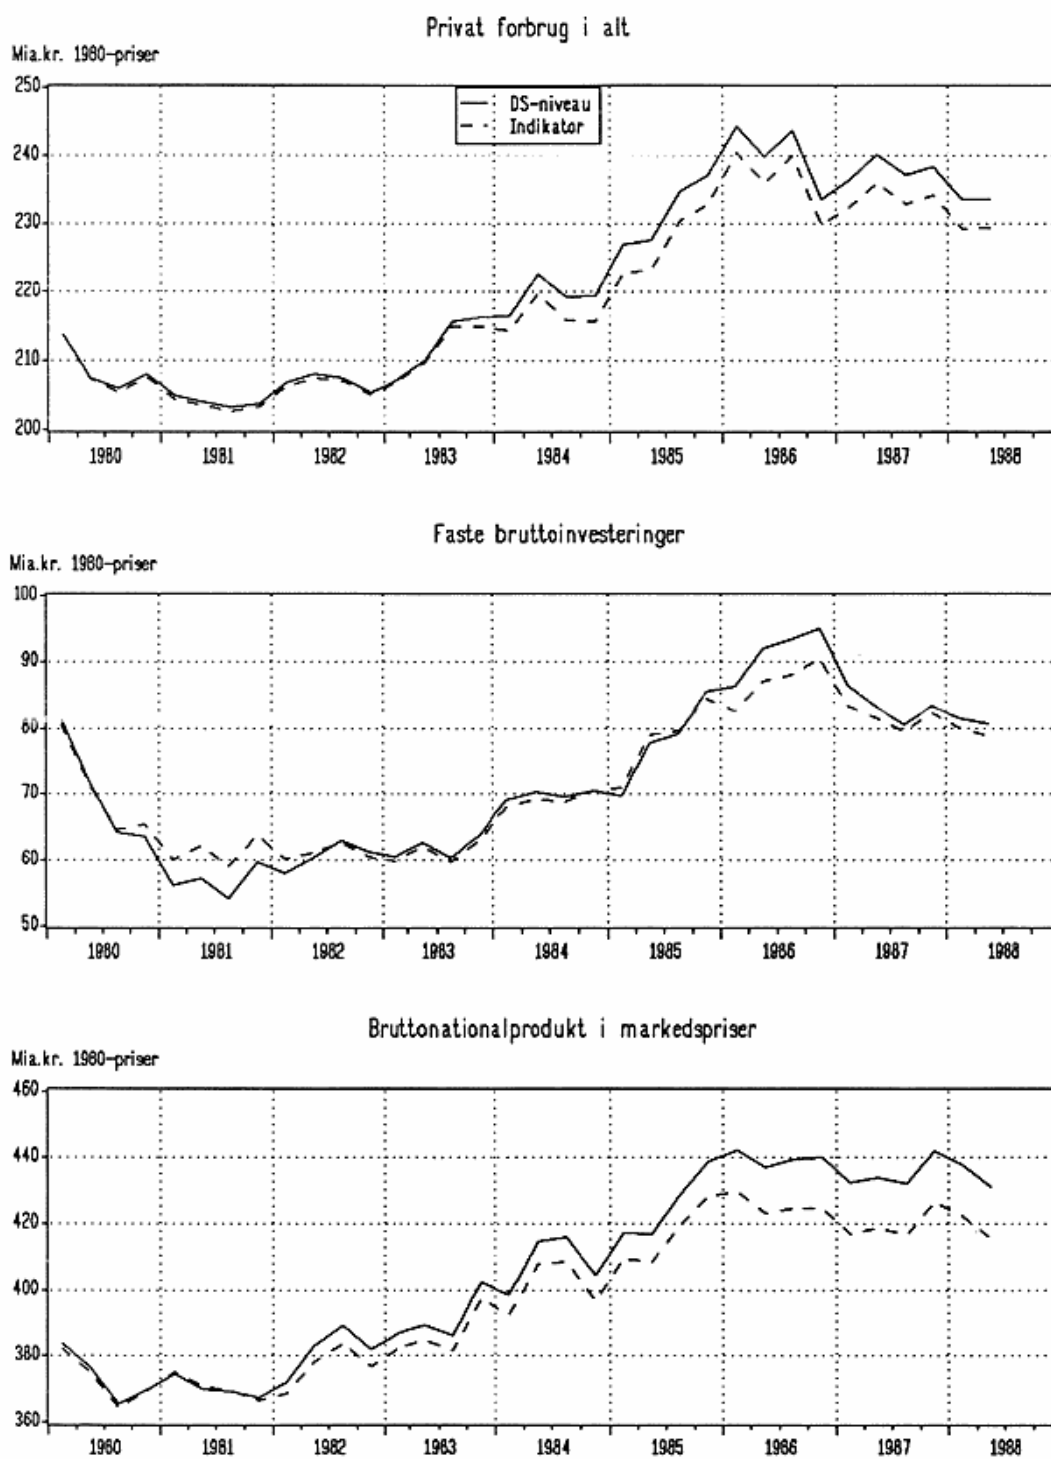 Privat forbrug i alt
Mia.kr. 1980-priser
250
DS-niveau
Indikator
240
230
220
210
200
1980 1981 1982 1983 1984 1985 1986 1987 1988
Faste bruttoinvesteringer
Mia.kr. 1980-priser
100
90
80
70
60
50
1980 1981 1982 1983 1984 1985 1986 1987 1988
Bruttonationalprodukt i markedspriser
Mia.kr. 1980-priser
460
440
420
400
380
360
1980 1981 1982 1983 1984 1985 1986 1987 1988